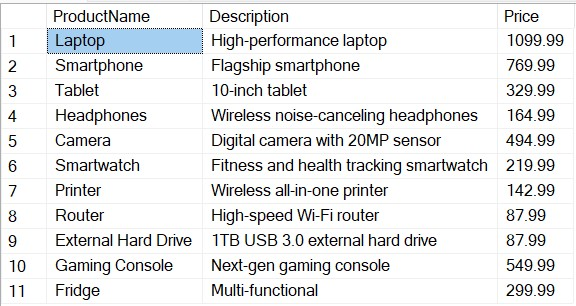 ProductName Description Price
1 Laptop High-performance laptop 1099.99
2 Smartphone Flagship smartphone 769.99
3 Tablet 10-inch tablet 329.99
4 Headphones Wireless noise-canceling headphones 164.99
5 Camera Digital camera with 20MP sensor 494.99
6 Smartwatch Fitness and health tracking smartwatch 219.99
7 Printer Wireless all-in-one printer 142.99
8 Router High-speed Wi-Fi router 87.99
9 External Hard Drive 1TB USB 3.0 external hard drive 87.99
10 Gaming Console Next-gen gaming console 549.99
11 Fridge Multi-functional 299.99